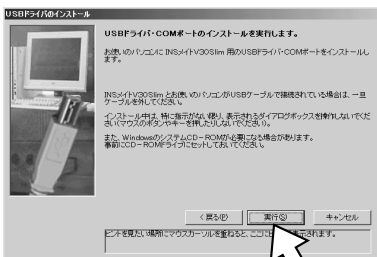 USBドライバのインストール
USBドライバ・COMポートのインストールを実行します。
お使いのパソコンに INSメイトV30Slim 用のUSBドライバ・COMポートをインストールし
ます。
INSメイトV30Slim とお使いのパソコンがUSBケーブルで接続されている場合は、一旦
ケーブルを外してください。
インストール中は、特に指示がない限り、表示されるダイアログボックスを操作しないでくだ
さい(マウスのボタンやキーを押したりしないでください)。
また、WindowsのシステムCD-ROMが必要になる場合があります。
事前にCD-ROMドライブにセットしておいてください。
<戻る(P)
実行(S)
キャンセル
ヒントを見たい場所にマウスカーソルを重ねると、ここに
示されます。